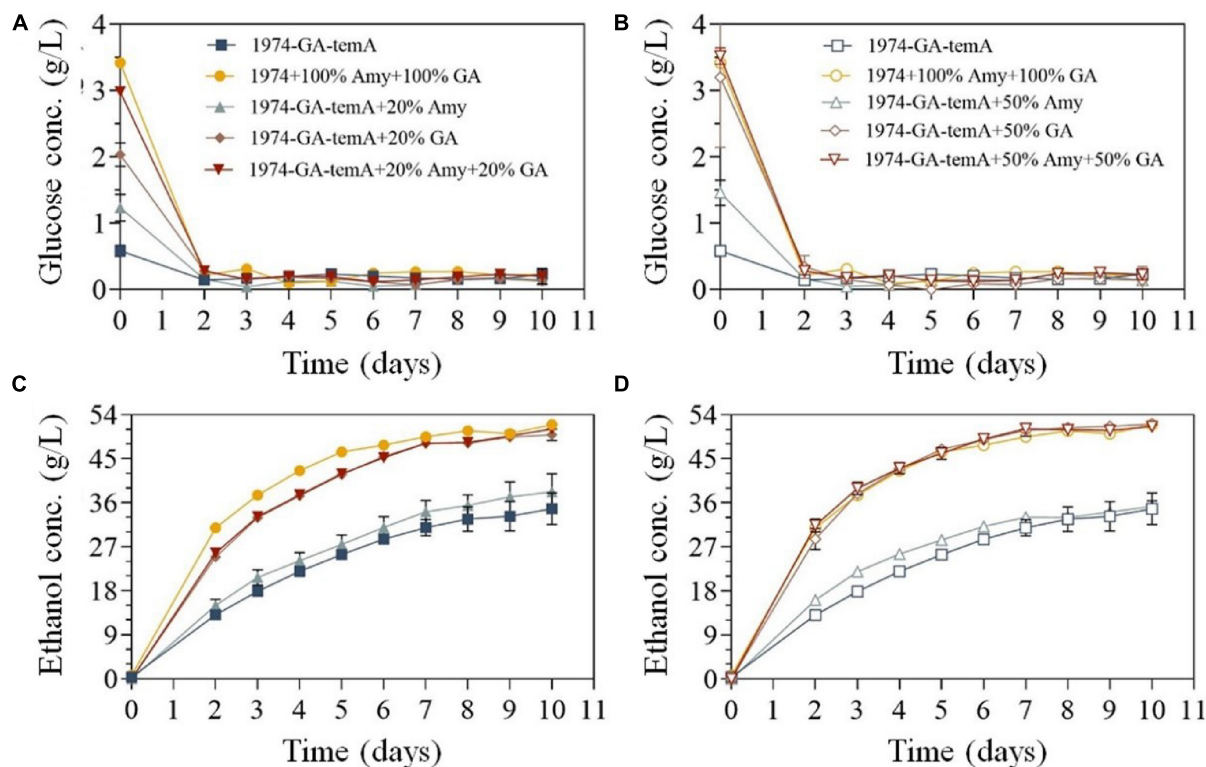 A
Glucose conc. (g/L)
4
3
2
1
0
1974-GA-temA
1974+100% Amy+100% GA
1974-GA-temA+20% Amy
1974-GA-temA+20% GA
1974-GA-temA+20% Amy+20% GA
0 1 2 3 4 5 6 7 8 9 10 11
Time (days)
B
Glucose conc. (g/L)
4
3
2
1
0
1974-GA-temA
1974+100% Amy+100% GA
1974-GA-temA+50% Amy
1974-GA-temA+50% GA
1974-GA-temA+50% Amy+50% GA
0 1 2 3 4 5 6 7 8 9 10 11
Time (days)
C
Ethanol conc. (g/L)
54
45
36
27
18
9
0
0 1 2 3 4 5 6 7 8 9 10 11
Time (days)
D
Ethanol conc. (g/L)
54
45
36
27
18
9
0
0 1 2 3 4 5 6 7 8 9 10 11
Time (days)